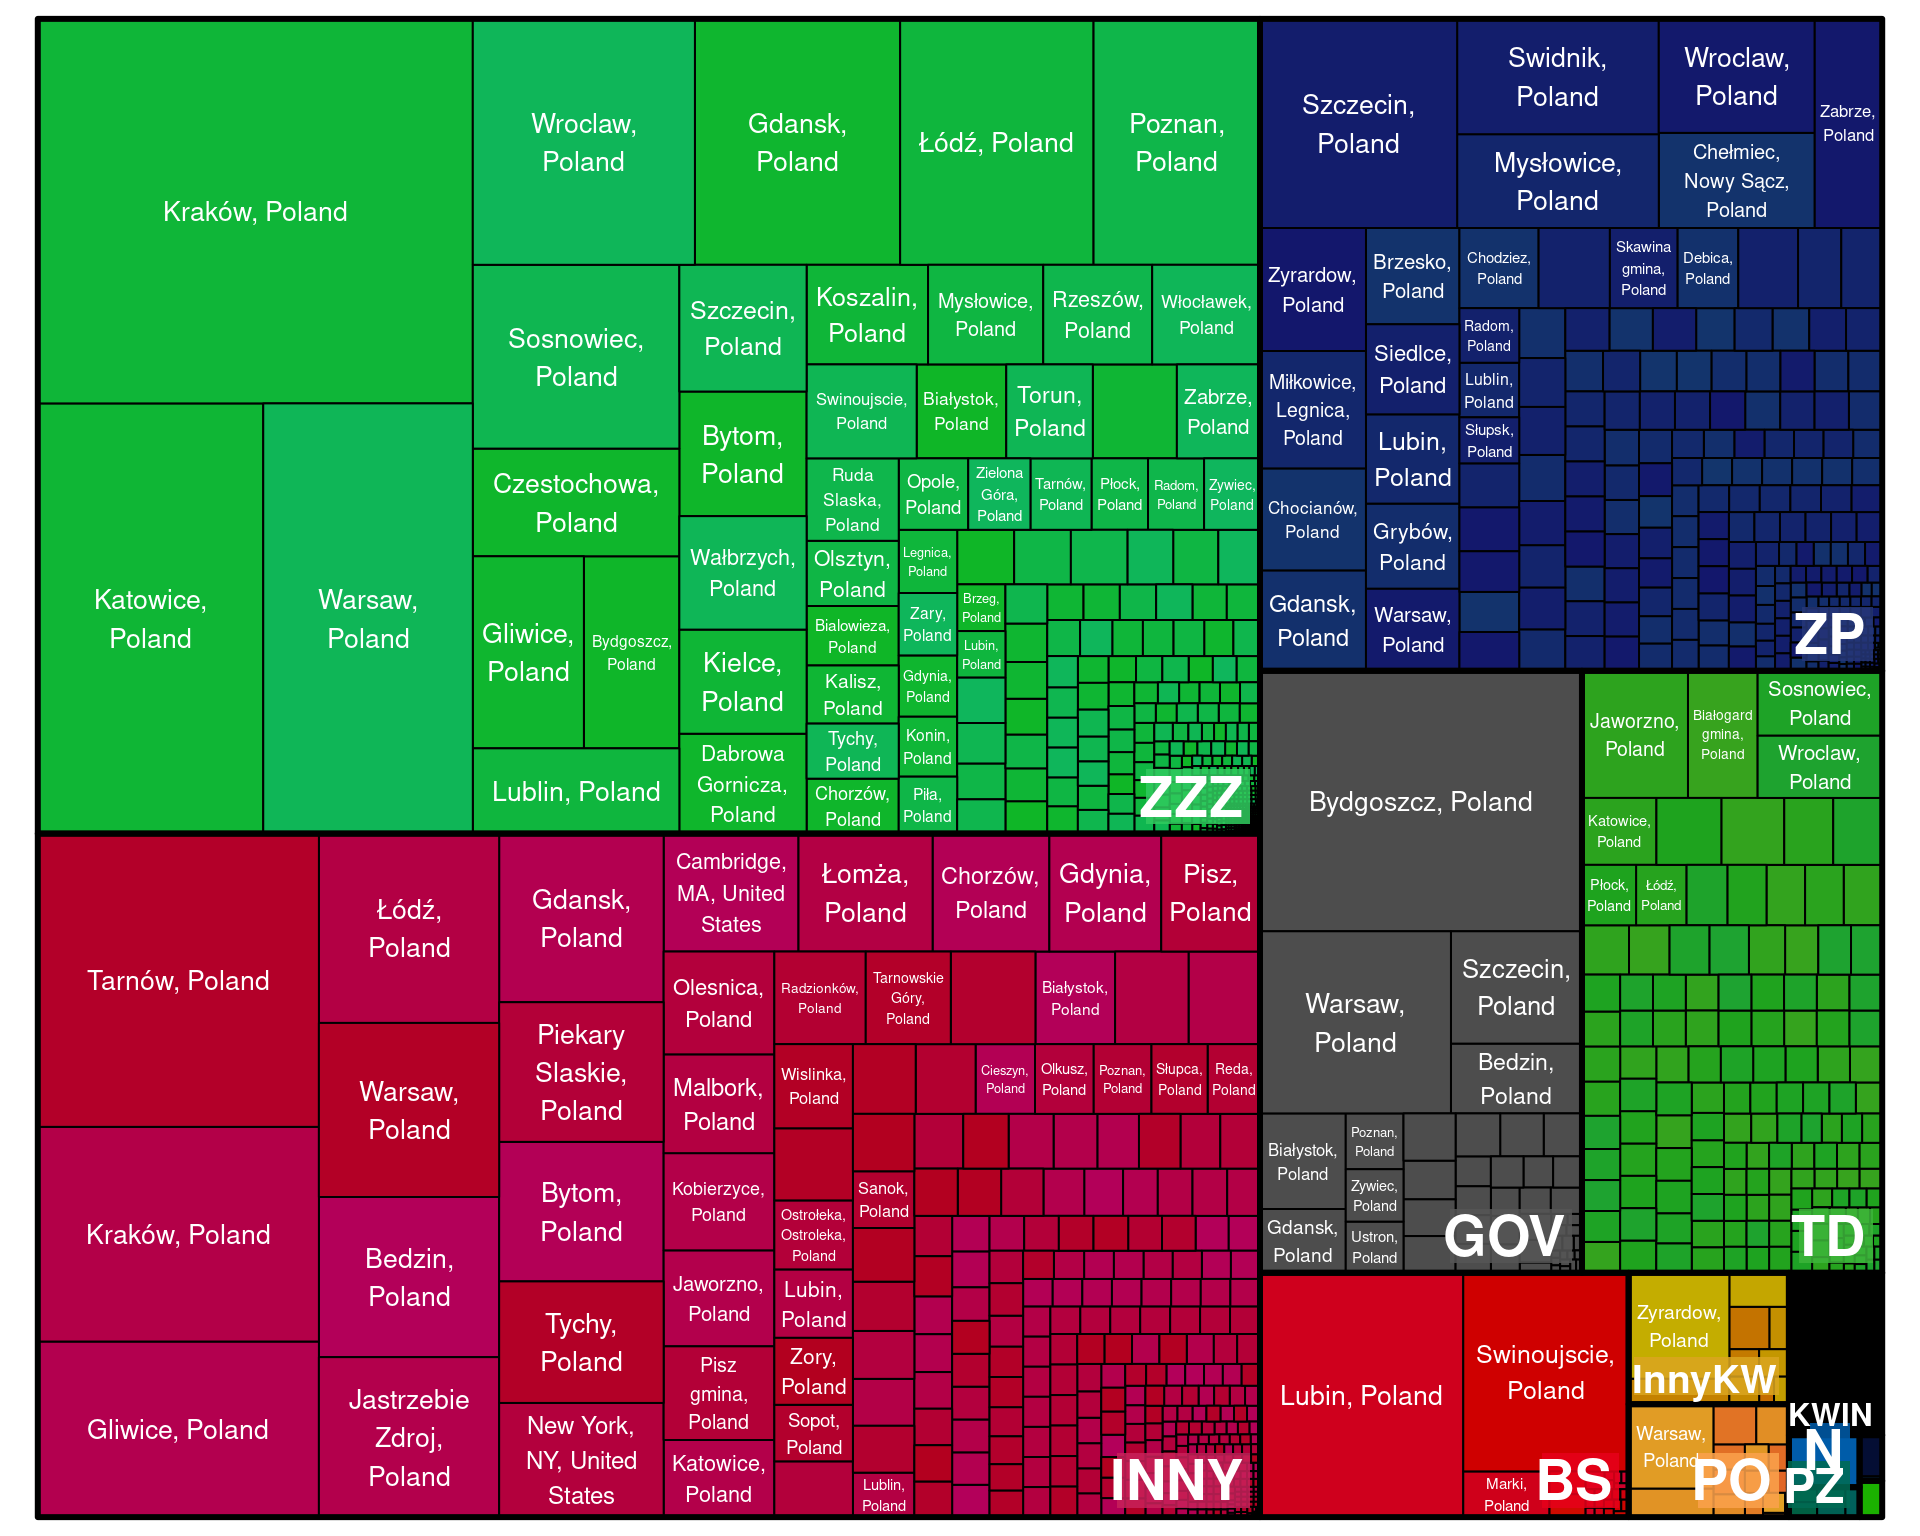 Kraków, Poland
Katowice,
Poland
Warsaw,
Poland
Wroclaw,
Poland
Gdansk,
Poland
Łódź, Poland
Poznan,
Poland
Sosnowiec,
Poland
Czestochowa,
Poland
Gliwice,
Poland
Bydgoszcz,
Poland
Lublin, Poland
Szczecin,
Poland
Bytom,
Poland
Wałbrzych,
Poland
Kielce,
Poland
Dabrowa
Gornicza,
Poland
Koszalin,
Poland
Mysłowice,
Poland
Rzeszów,
Poland
Włocławek,
Poland
Swinoujscie,
Poland
Białystok,
Poland
Torun,
Poland
Zabrze,
Poland
Ruda
Slaska,
Poland
Olsztyn,
Poland
Bialowieza,
Poland
Kalisz,
Poland
Tychy,
Poland
Chorzów,
Poland
Opole,
Poland
Zielona
Góra,
Poland
Tarnów,
Poland
Płock,
Poland
Radom,
Poland
Zywiec,
Poland
Legnica,
Poland
Zary,
Poland
Gdynia,
Poland
Konin,
Poland
Piła,
Poland
Brzeg,
Poland
Lubin,
Poland
ZZZ
Szczecin,
Poland
Swidnik,
Poland
Mysłowice,
Poland
Wroclaw,
Poland
Chełmiec,
Nowy Sącz,
Poland
Zabrze,
Poland
Zyrardow,
Poland
Miłkowice,
Legnica,
Poland
Chocianów,
Poland
Gdansk,
Poland
Brzesko,
Poland
Siedlce,
Poland
Lubin,
Poland
Grybów,
Poland
Warsaw,
Poland
Chodziez,
Poland
Skawina
gmina,
Poland
Debica,
Poland
Radom,
Poland
Lublin,
Poland
Słupsk,
Poland
ZP
Tarnów, Poland
Kraków, Poland
Gliwice, Poland
Łódź,
Poland
Warsaw,
Poland
Bedzin,
Poland
Jastrzebie
Zdroj,
Poland
Gdansk,
Poland
Piekary
Slaskie,
Poland
Bytom,
Poland
Tychy,
Poland
New York,
NY, United
States
Cambridge,
MA, United
States
Łomża,
Poland
Chorzów,
Poland
Gdynia,
Poland
Pisz,
Poland
Olesnica,
Poland
Malbork,
Poland
Kobierzyce,
Poland
Jaworzno,
Poland
Pisz
gmina,
Poland
Katowice,
Poland
Radzionków,
Poland
Tarnowskie
Góry,
Poland
Białystok,
Poland
Wislinka,
Poland
Cieszyn,
Poland
Olkusz,
Poland
Poznan,
Poland
Słupca,
Poland
Reda,
Poland
Sanok,
Poland
Ostrołeka,
Ostroleka,
Poland
Lubin,
Poland
Zory,
Poland
Sopot,
Poland
Lublin,
Poland
INNY
Bydgoszcz, Poland
Warsaw,
Poland
Szczecin,
Poland
Bedzin,
Poland
Białystok,
Poland
Gdansk,
Poland
Poznan,
Poland
Zywiec,
Poland
Ustron,
Poland
GOV
Jaworzno,
Poland
Białogard
gmina,
Poland
Sosnowiec,
Poland
Wroclaw,
Poland
Katowice,
Poland
Płock,
Poland
Łódź,
Poland
TD
Lubin, Poland
Swinoujscie,
Poland
Marki,
Poland
BS
Zyrardow,
Poland
InnyKW
Warsaw,
Poland
PO
KWIN
N
PZ